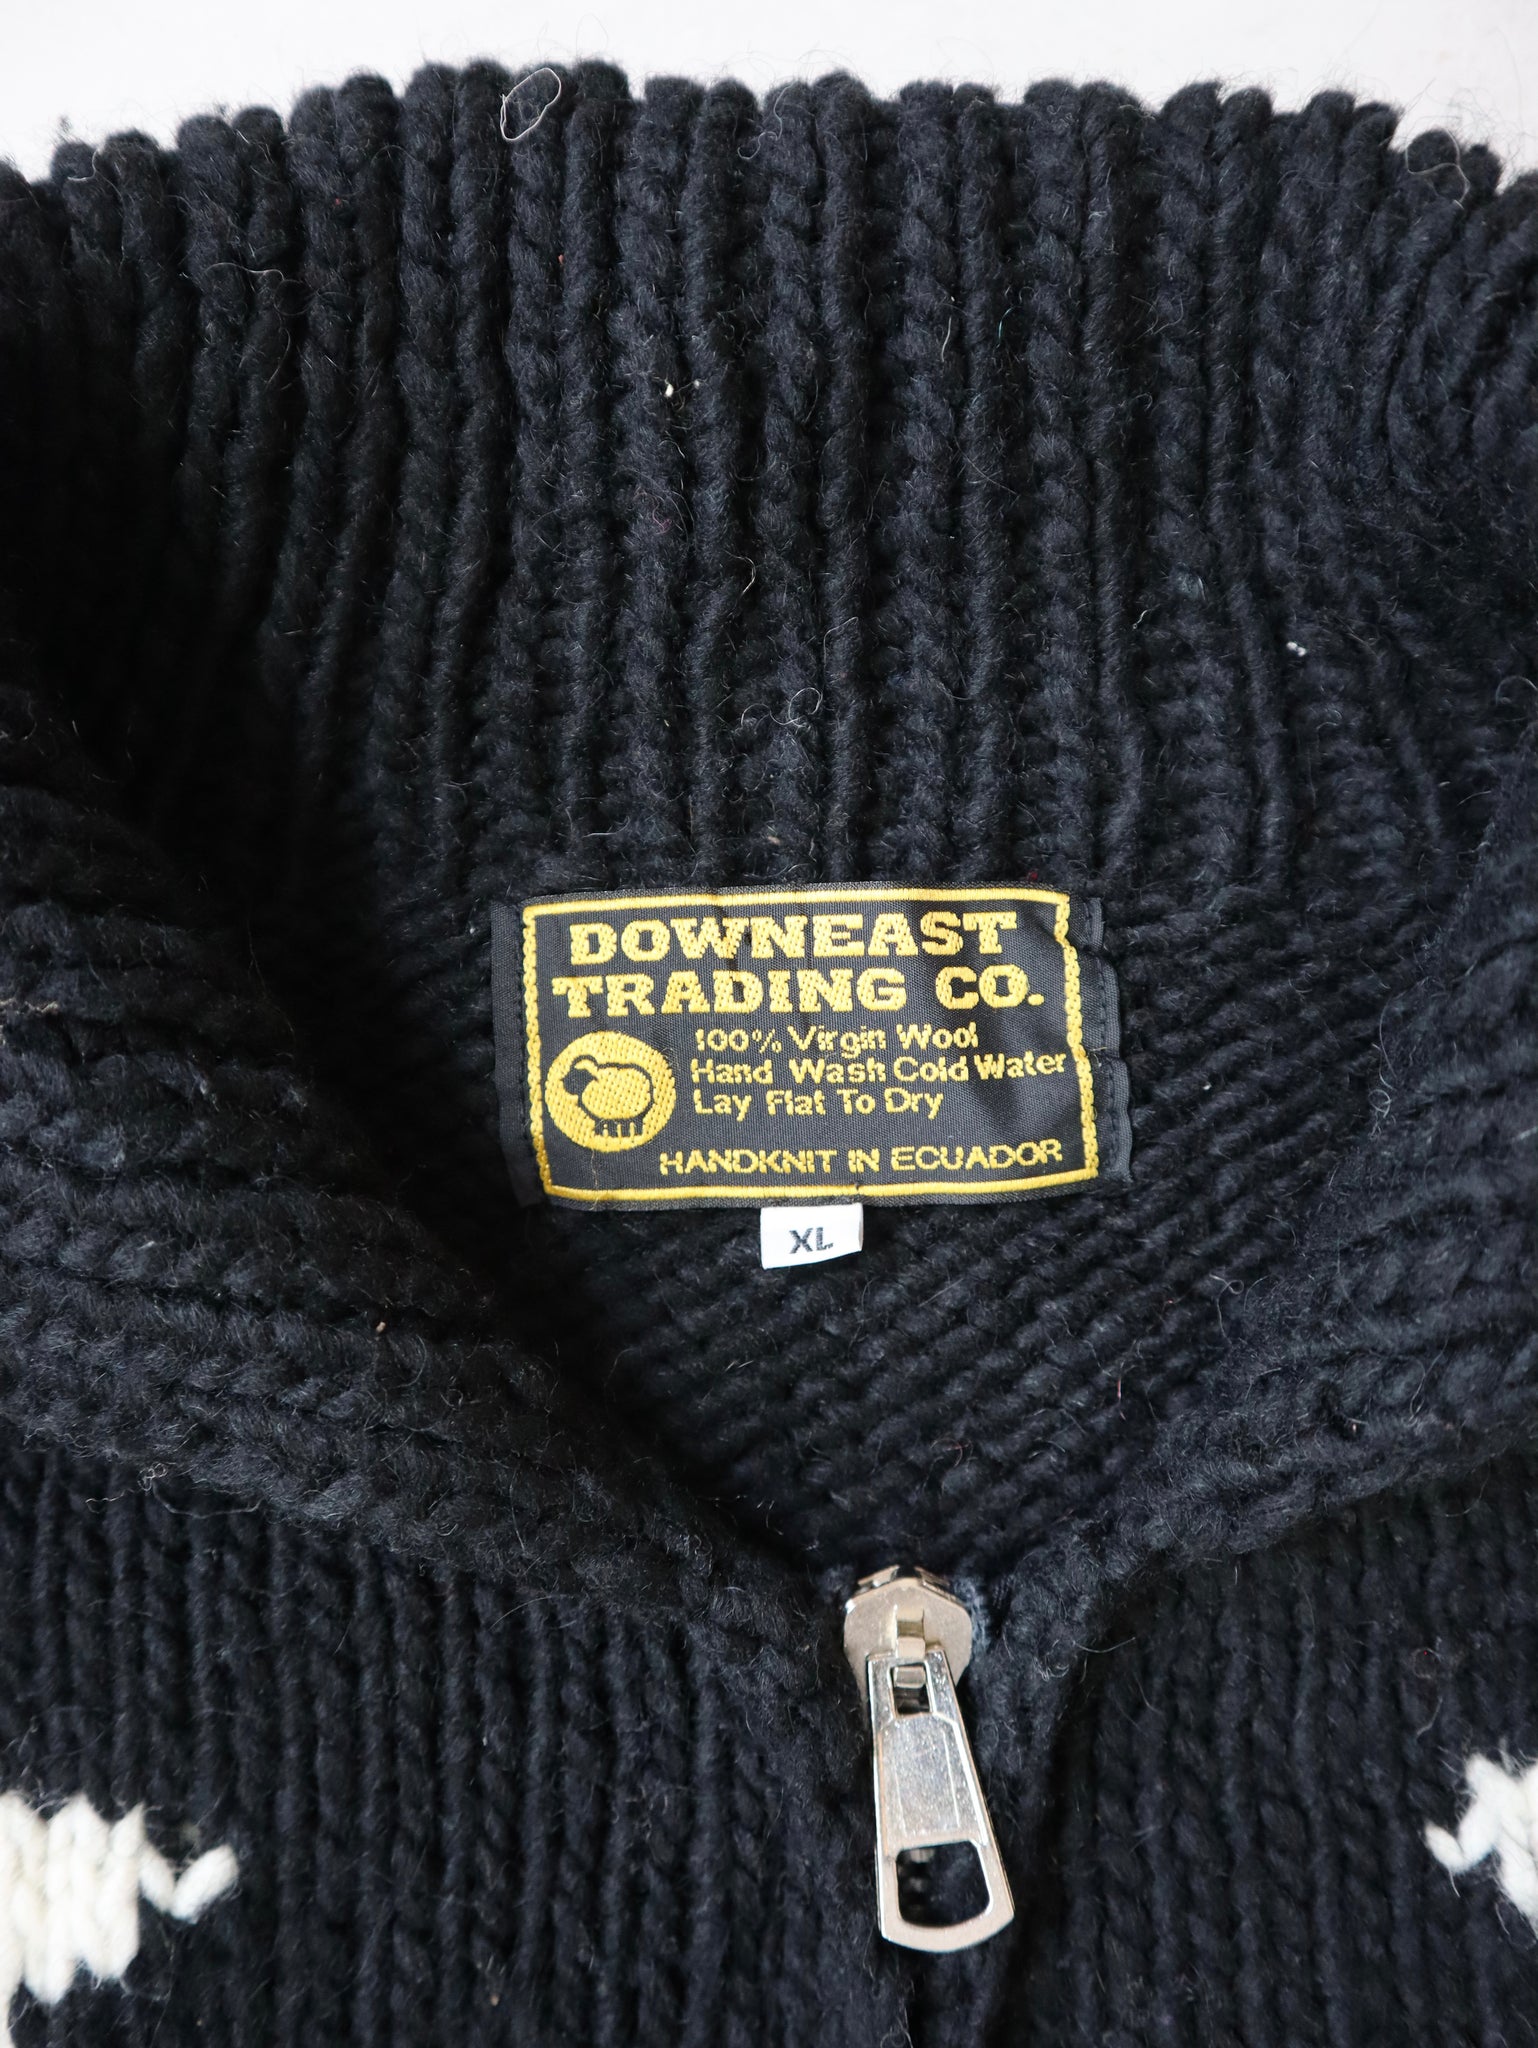 DOWNEAST
TRADING CO.
100% Virgin Wool
Hand Wash Cold Water
Lay Flat To Dry
HANDKNIT IN ECUADOR
XL